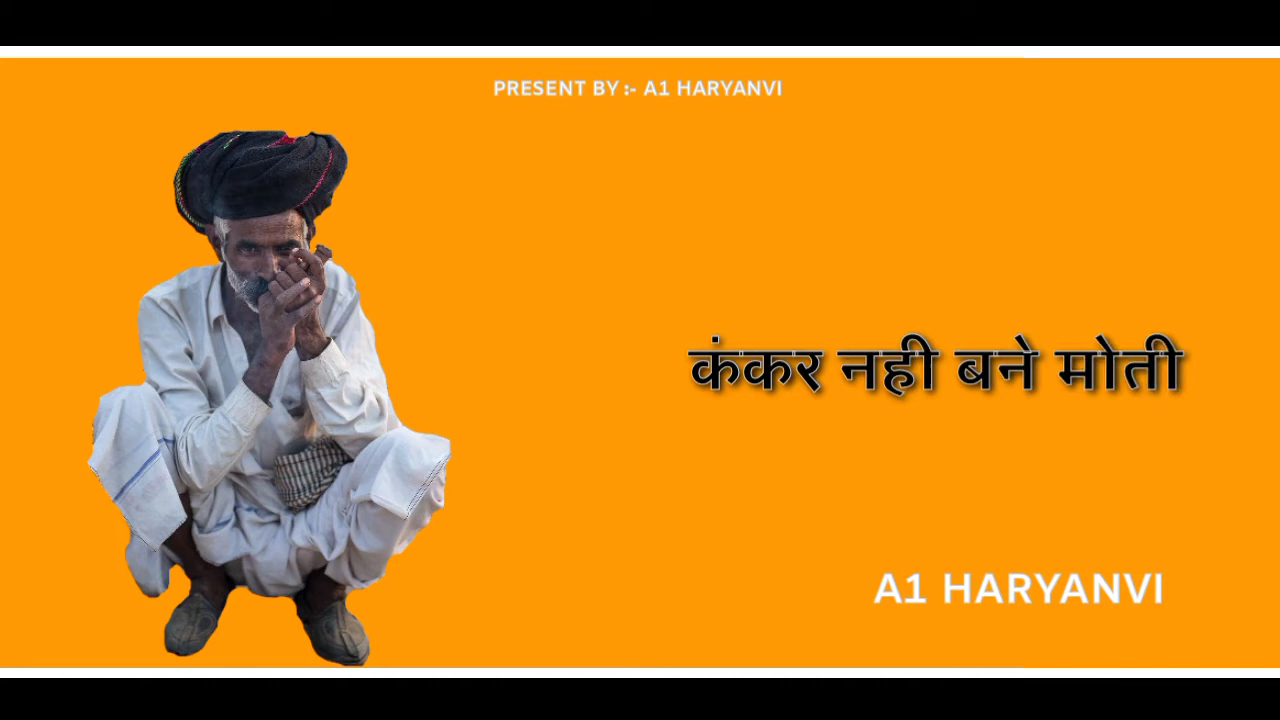 PRESENT BY :- A1 HARYANVI
कंकर नही बने मोती
A1 HARYANVI